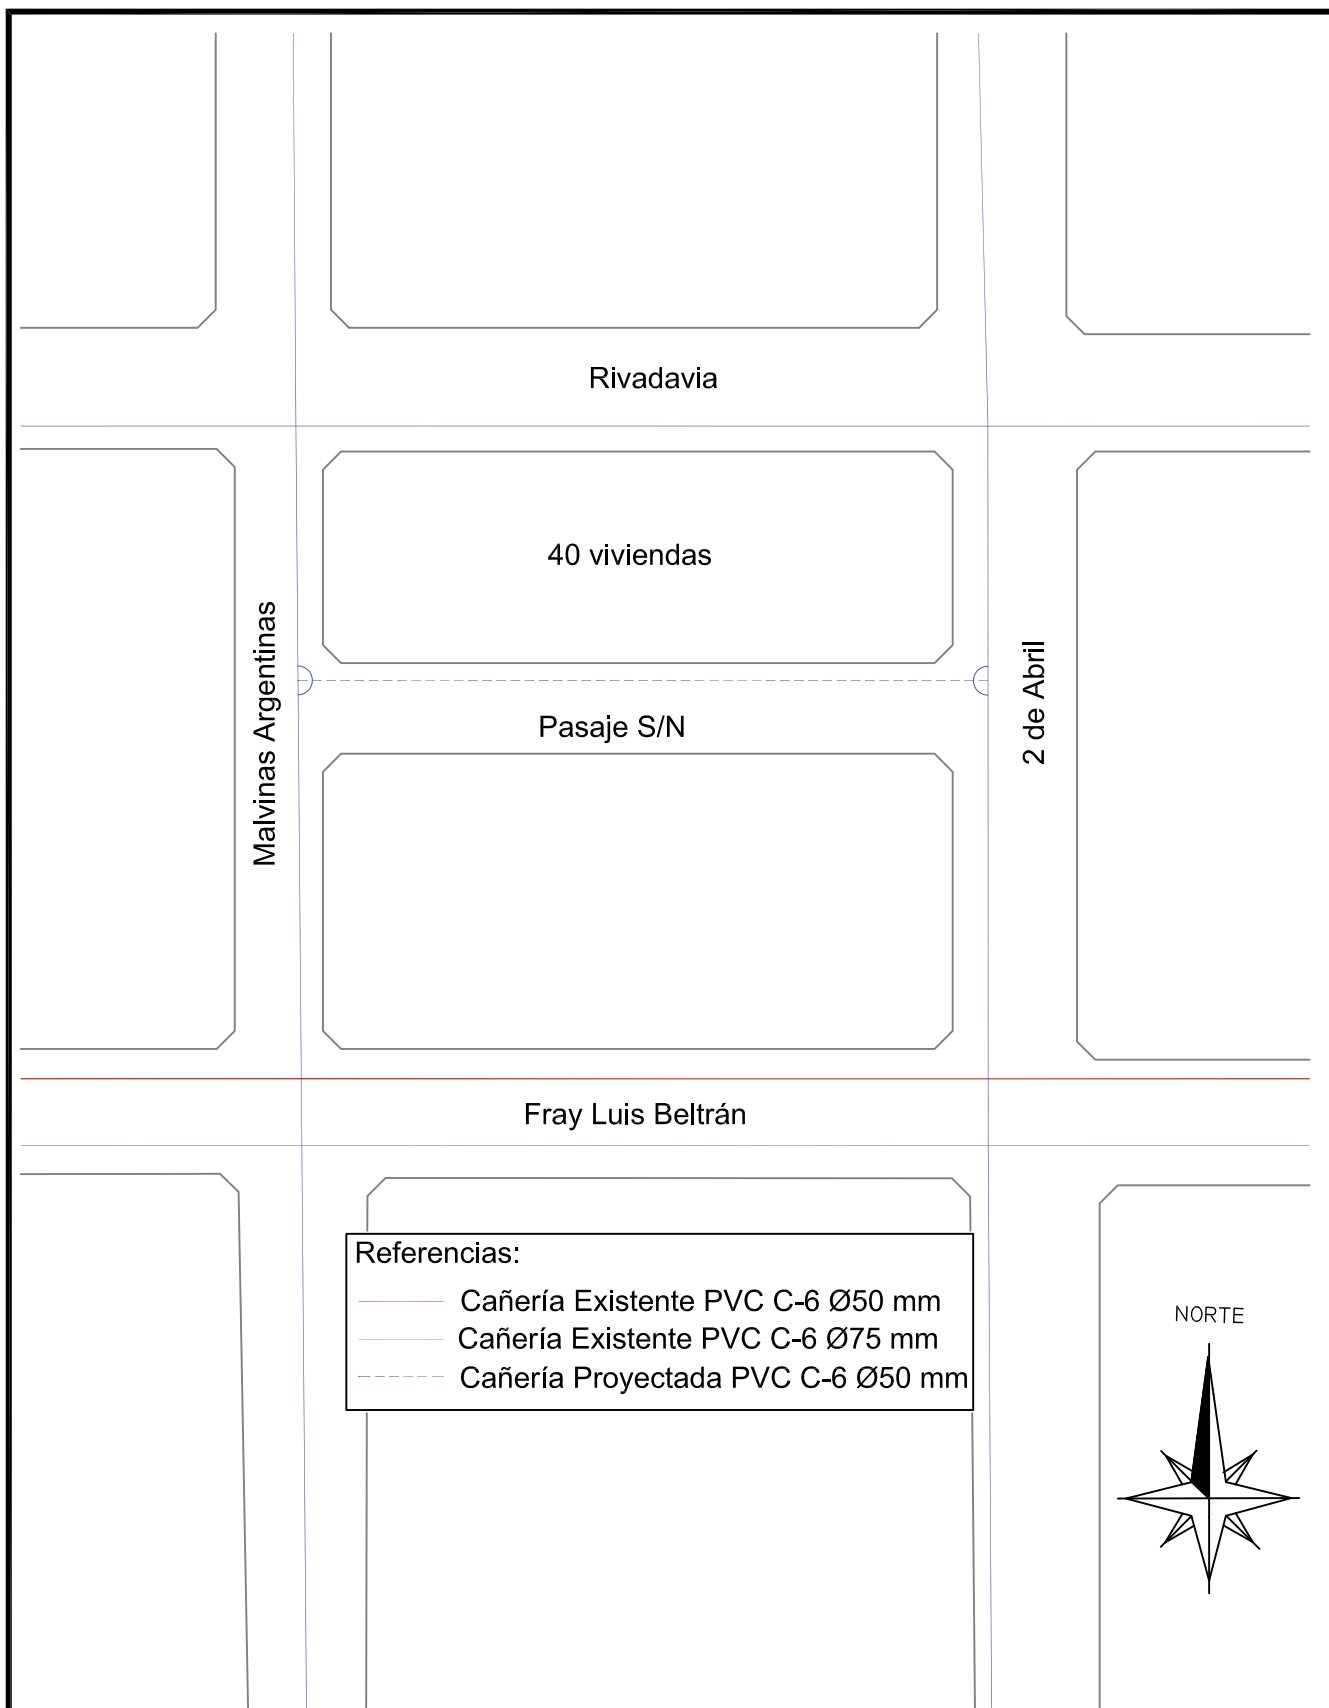 Rivadavia
40 viviendas
Malvinas Argentinas
2 de Abril
Pasaje S/N
Fray Luis Beltrán
Referencias:
Cañería Existente PVC C-6 Ø50 mm
Cañería Existente PVC C-6 Ø75 mm
Cañería Proyectada PVC C-6 Ø50 mm
NORTE